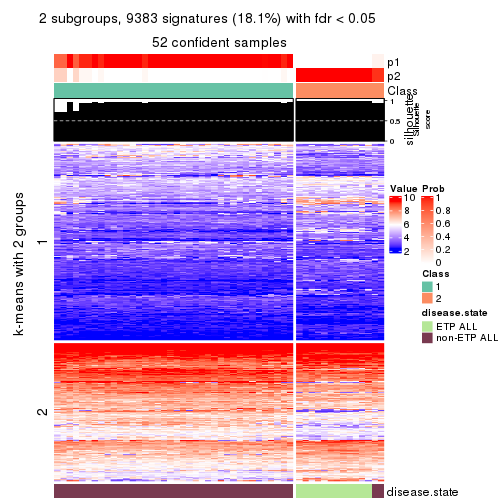 2 subgroups, 9383 signatures (18.1%) with fdr < 0.05
52 confident samples
p1
p2
Class
silhouette
Silhouette
score
1
0.5
0
k-means with 2 groups
1
2
Value
10
8
6
4
2
Prob
1
0.8
0.6
0.4
0.2
0
Class
1
2
disease.state
ETP ALL
non-ETP ALL
disease.state